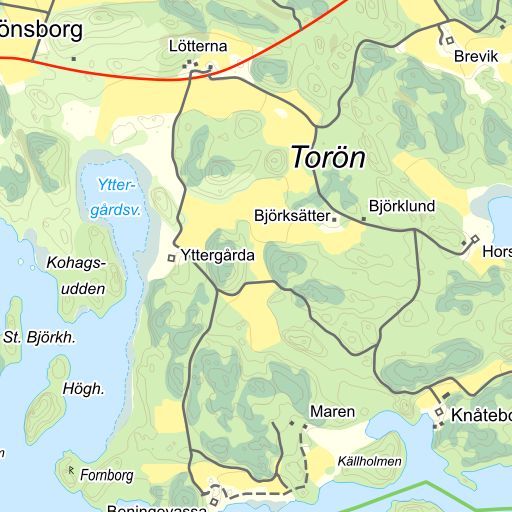 önsborg
Lötterna
Brevik
Torön
Ytter-
gårdsv.
Björksätter
Björklund
Yttergårda
Hors
Kohags-
udden
St. Björkh.
Högh.
Maren
Knåtebo
Källholmen
R
Fornborg
Beningevassa